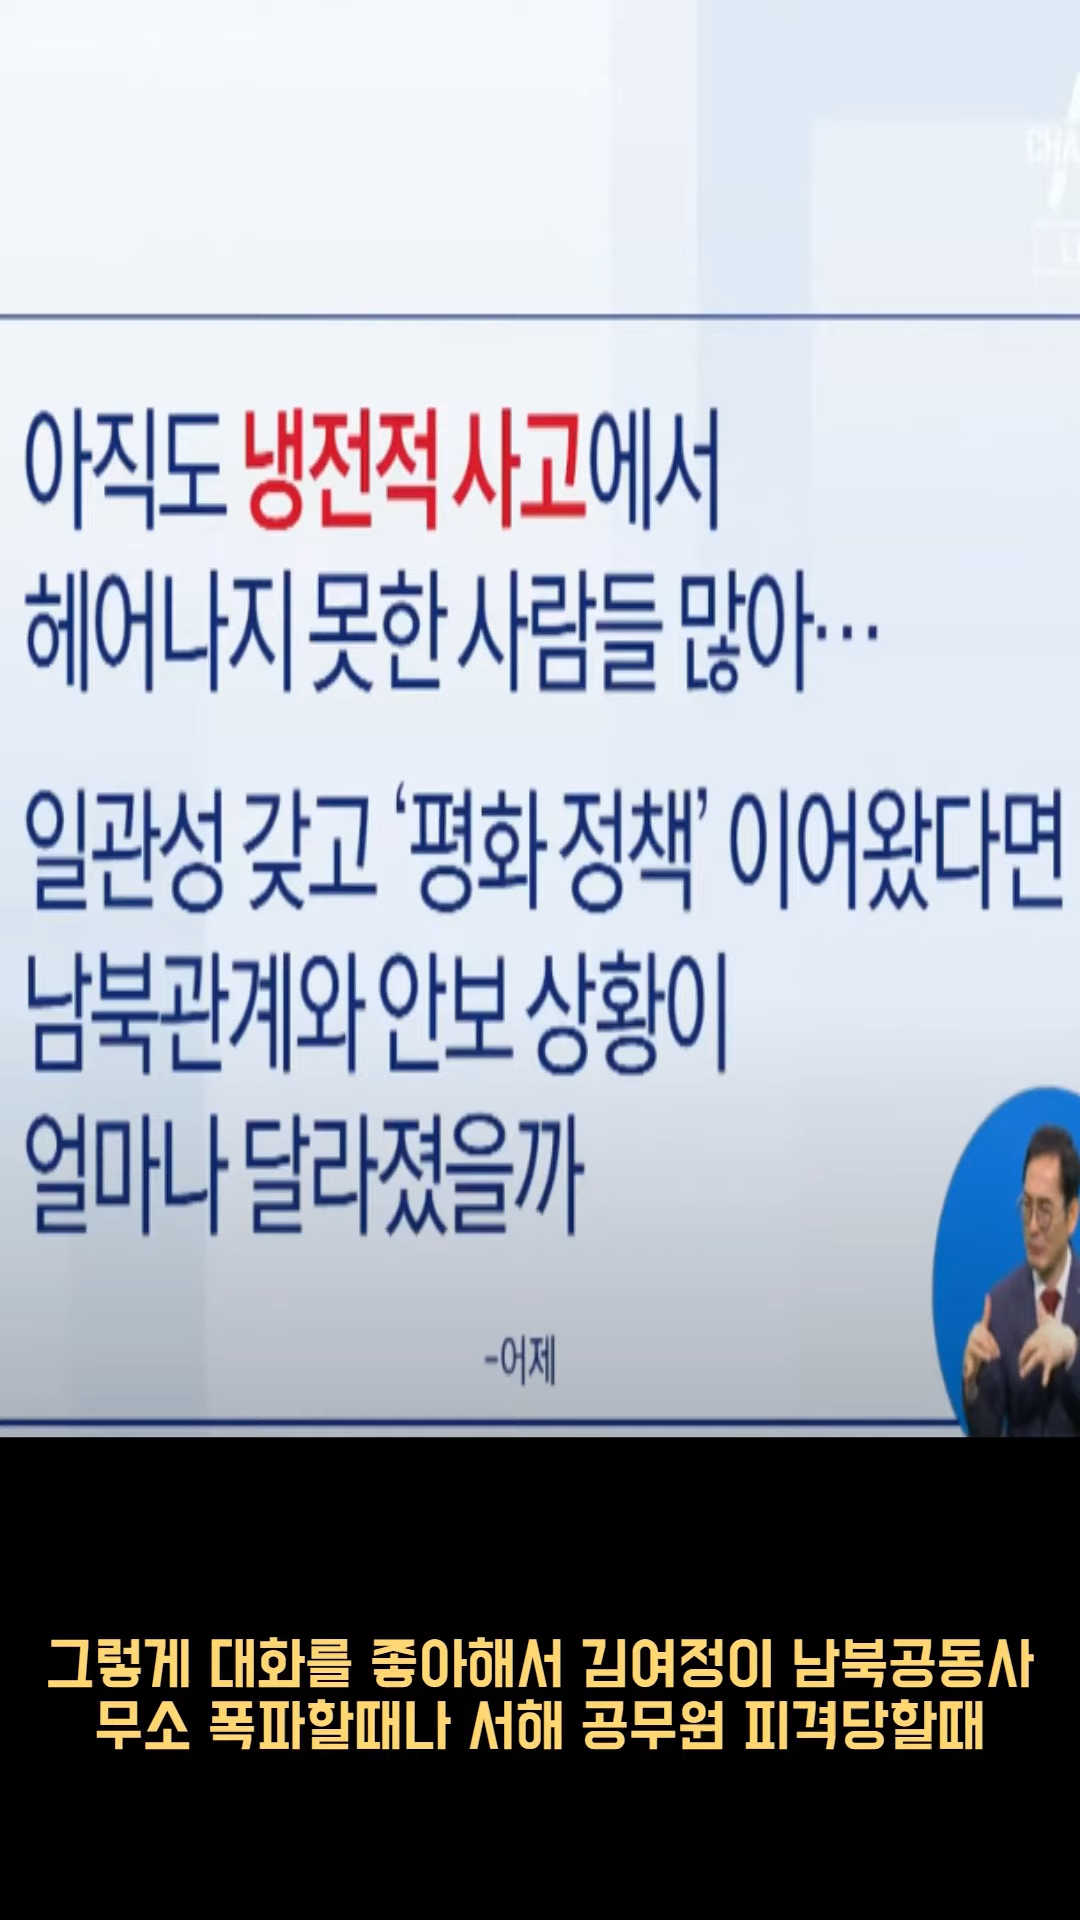 CHA
아직도 냉전적 사고에서
헤어나지 못한 사람들 많아…
일관성 갖고 ‘평화 정책’ 이어왔다면
남북관계와 안보 상황이
얼마나 달라졌을까
-어제
그렇게 대화를 좋아해서 김여정이 남북공동사
무소 폭파할때나 서해 공무원 피격당할때